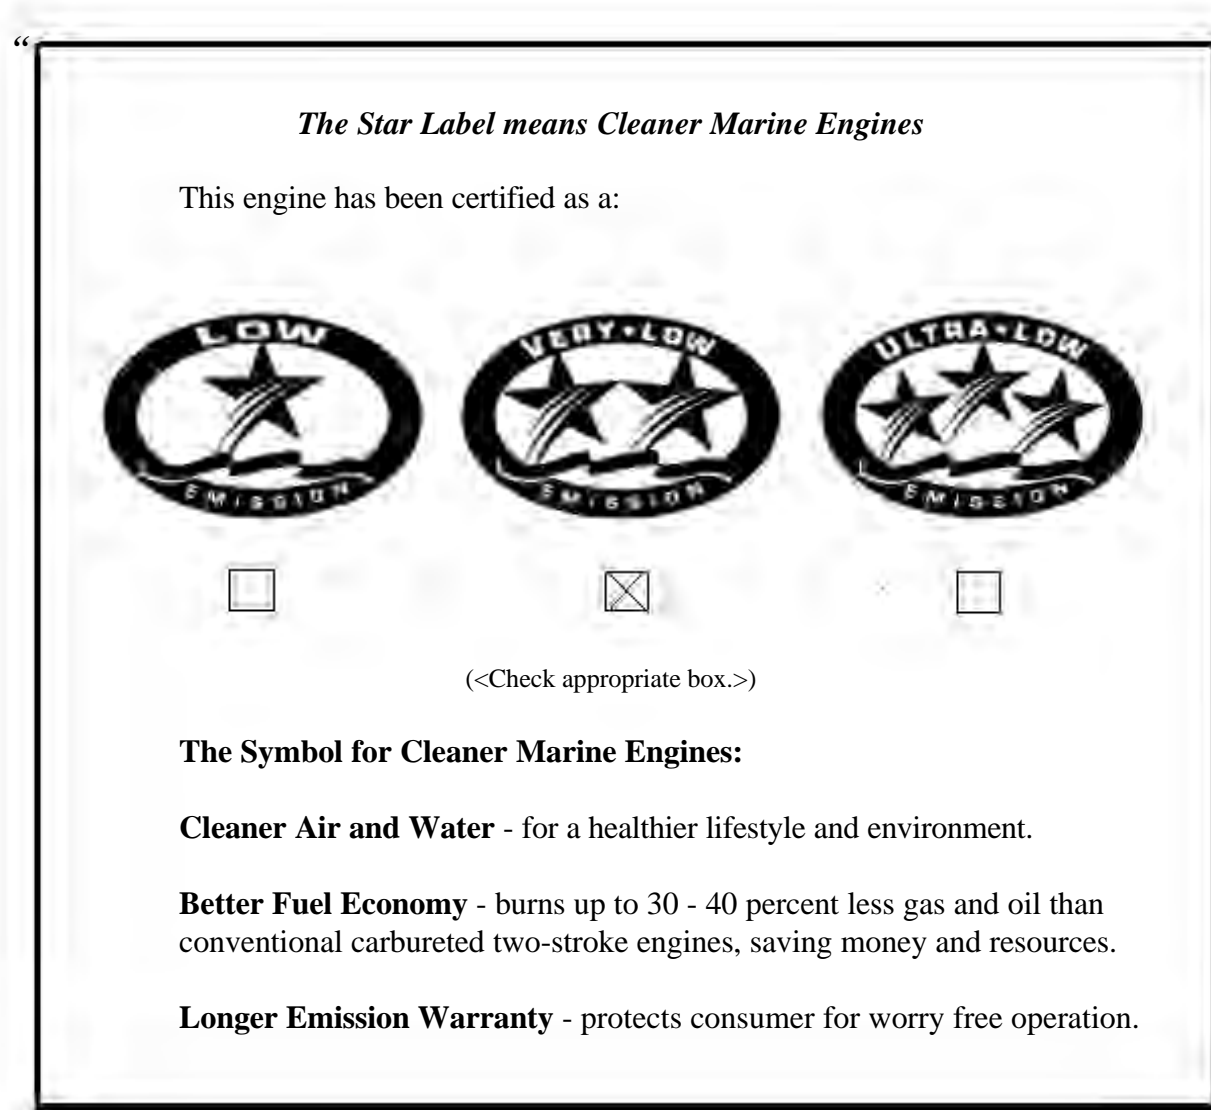 “
The Star Label means Cleaner Marine Engines
This engine has been certified as a:
LOW
EMISSION
VERY•LOW
EMISSION
ULTRA•LOW
EMISSION
(<Check appropriate box.>)
The Symbol for Cleaner Marine Engines:
Cleaner Air and Water - for a healthier lifestyle and environment.
Better Fuel Economy - burns up to 30 - 40 percent less gas and oil than
conventional carbureted two-stroke engines, saving money and resources.
Longer Emission Warranty - protects consumer for worry free operation.